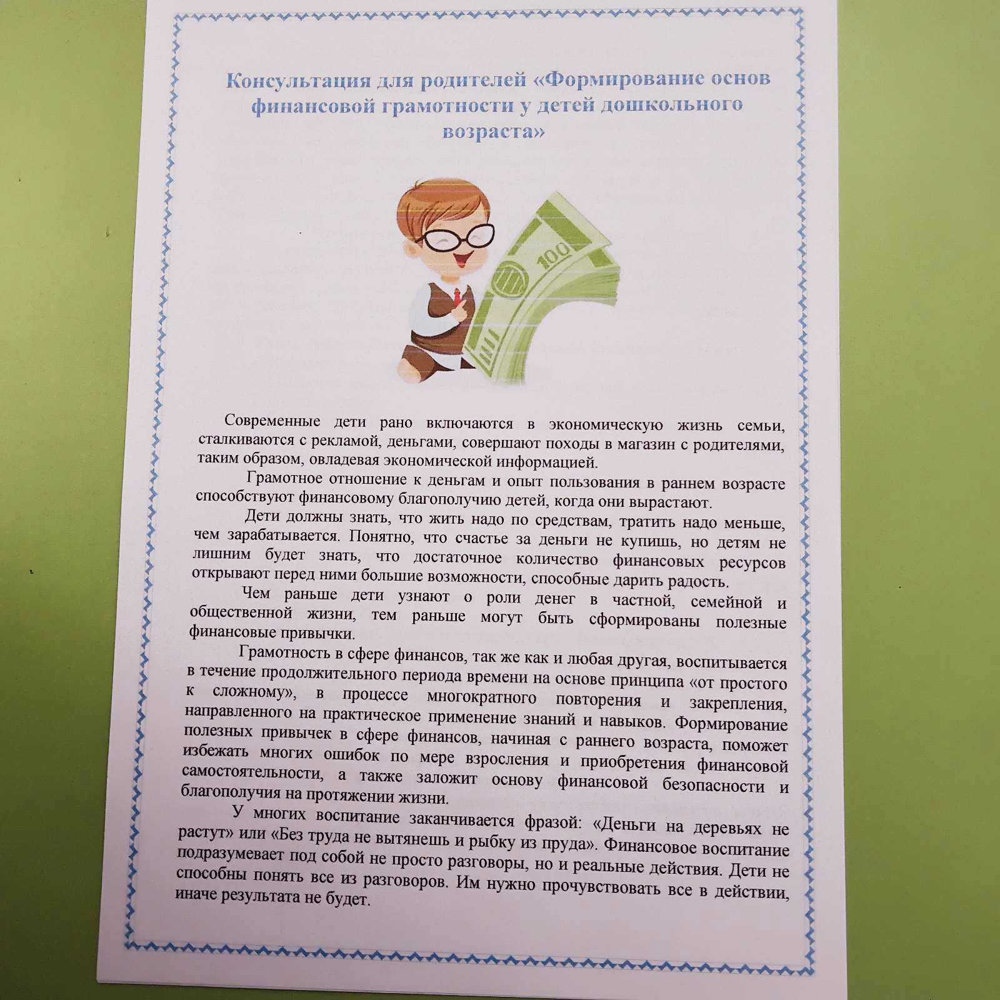 Консультация для родителей «Формирование основ
финансовой грамотности у детей дошкольного
возраста»
100
Современные дети рано включаются в экономическую жизнь семьи,
сталкиваются с рекламой, деньгами, совершают походы в магазин с родителями,
таким образом, овладевая экономической информацией.
Грамотное отношение к деньгам и опыт пользования в раннем возрасте
способствуют финансовому благополучию детей, когда они вырастают.
Дети должны знать, что жить надо по средствам, тратить надо меньше,
чем зарабатывается. Понятно, что счастье за деньги не купишь, но детям не
лишним будет знать, что достаточное количество финансовых ресурсов
открывают перед ними большие возможности, способные дарить радость.
Чем раньше дети узнают о роли денег в частной, семейной и
общественной жизни, тем раньше могут быть сформированы полезные
финансовые привычки.
Грамотность в сфере финансов, так же как и любая другая, воспитывается
в течение продолжительного периода времени на основе принципа «от простого
к сложному», в процессе многократного повторения и закрепления,
направленного на практическое применение знаний и навыков. Формирование
полезных привычек в сфере финансов, начиная с раннего возраста, поможет
избежать многих ошибок по мере взросления и приобретения финансовой
самостоятельности, а также заложит основу финансовой безопасности и
благополучия на протяжении жизни.
У многих воспитание заканчивается фразой: «Деньги на деревьях не
растут» или «Без труда не вытянешь и рыбку из пруда». Финансовое воспитание
подразумевает под собой не просто разговоры, но и реальные действия. Дети не
способны понять все из разговоров. Им нужно прочувствовать все в действии,
иначе результата не будет.